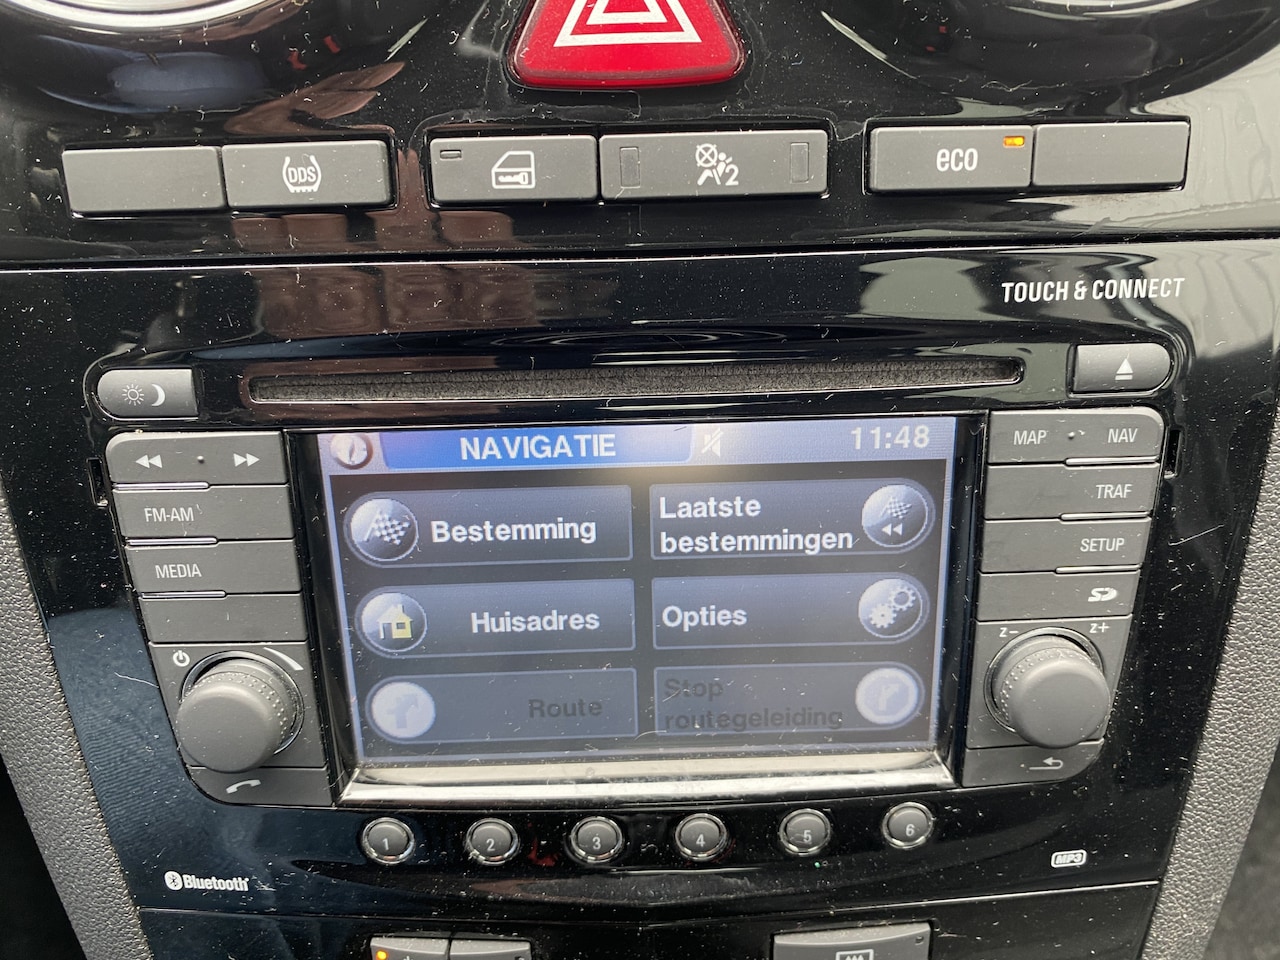 DDS
2
eco
TOUCH & CONNECT
NAVIGATIE
11:48
MAP
NAV
Bestemming
Laatste
bestemmingen
FM-AM
TRAF
MEDIA
SETUP
Huisadres
Opties
Z-
Z+
Route
Stop
routegeleiding
1
2
3
4
5
6
Bluetooth
MP3